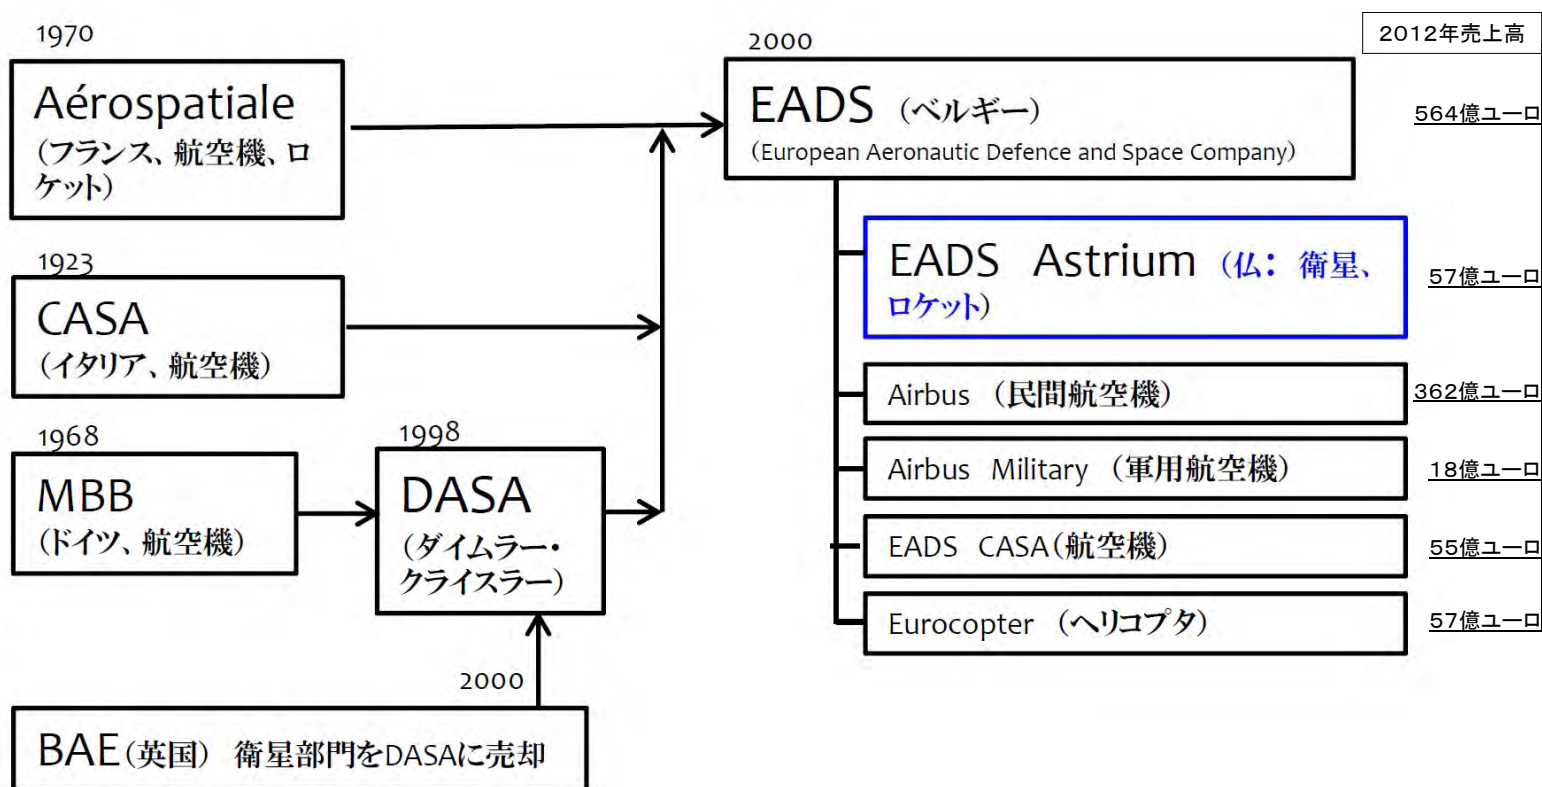 1970
Aérospatiale
(フランス、航空機、ロ
ケット)
1923
CASA
(イタリア、航空機)
1968
MBB
(ドイツ、航空機)
1998
DASA
(ダイムラー・
クライスラー)
2000
BAE(英国) 衛星部門をDASAに売却
2000
EADS (ベルギー)
(European Aeronautic Defence and Space Company)
EADS Astrium (仏: 衛星、
ロケット)
Airbus (民間航空機)
Airbus Military (軍用航空機)
EADS CASA(航空機)
Eurocopter (ヘリコプタ)
2012年売上高
564億ユーロ
57億ユーロ
362億ユーロ
18億ユーロ
55億ユーロ
57億ユーロ